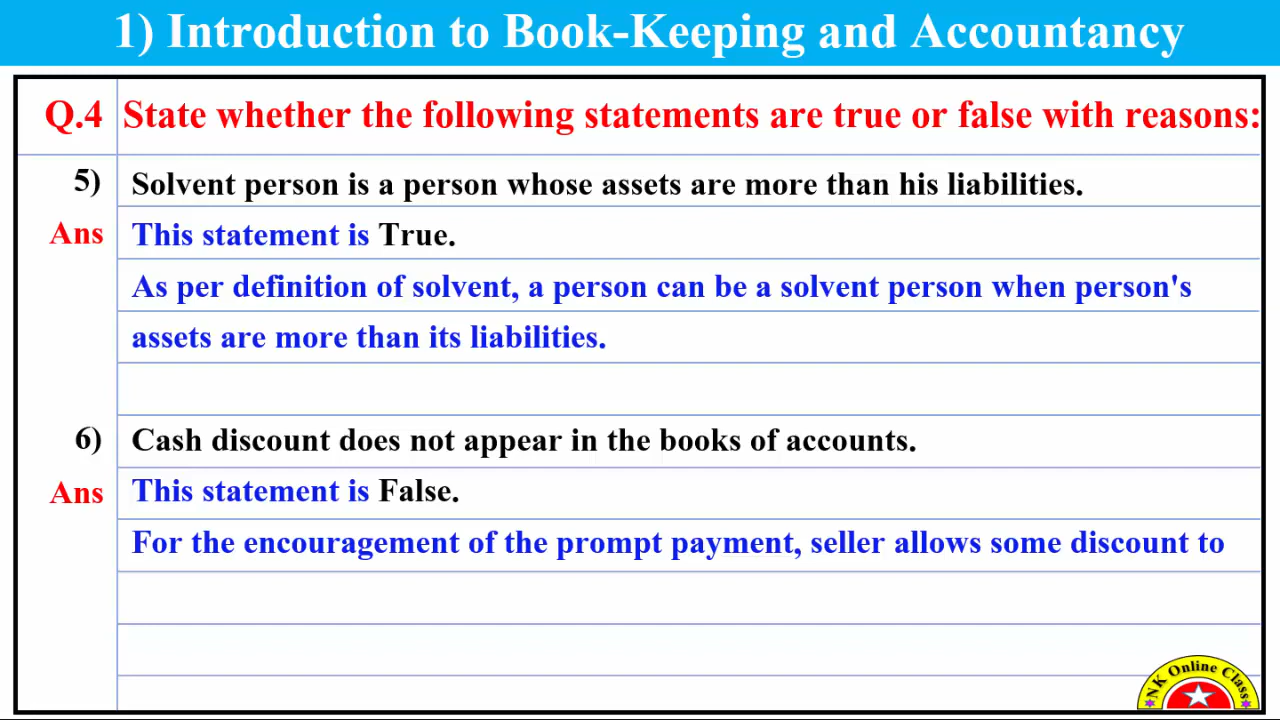 1) Introduction to Book-Keeping and Accountancy
Q.4 State whether the following statements are true or false with reasons:
5) Solvent person is a person whose assets are more than his liabilities.
Ans This statement is True.
As per definition of solvent, a person can be a solvent person when person's
assets are more than its liabilities.
6) Cash discount does not appear in the books of accounts.
Ans This statement is False.
For the encouragement of the prompt payment, seller allows some discount to
NK Online Class